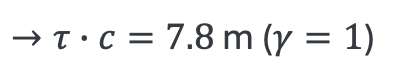 → τ · c = 7.8 m (γ = 1)